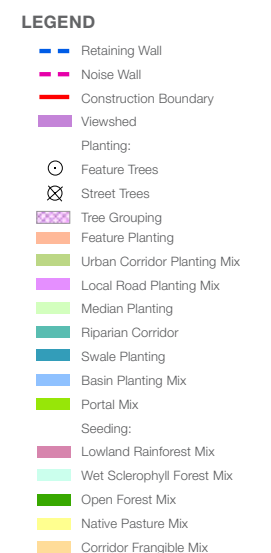 LEGEND
Retaining Wall
Noise Wall
Construction Boundary
Viewshed
Planting:
Feature Trees
Street Trees
Tree Grouping
Feature Planting
Urban Corridor Planting Mix
Local Road Planting Mix
Median Planting
Riparian Corridor
Swale Planting
Basin Planting Mix
Portal Mix
Seeding:
Lowland Rainforest Mix
Wet Sclerophyll Forest Mix
Open Forest Mix
Native Pasture Mix
Corridor Frangible Mix